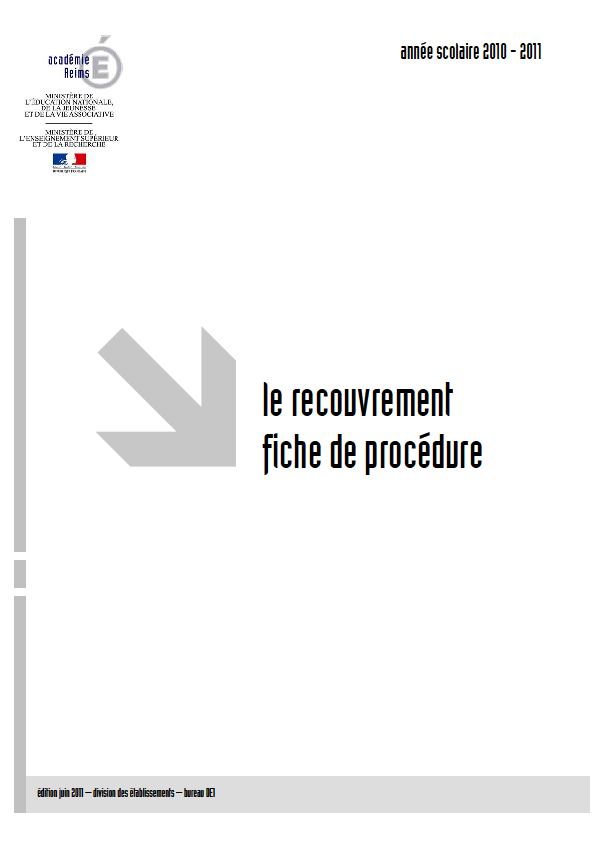 année scolaire 2010 - 2011
académie
Reims
MINISTÈRE DE
L'ÉDUCATION NATIONALE,
DE LA JEUNESSE
ET DE LA VIE ASSOCIATIVE
MINISTÈRE DE
L'ENSEIGNEMENT SUPÉRIEUR
ET DE LA RECHERCHE
RÉPUBLIQUE FRANÇAISE
le recouvrement
fiche de procédure
édition juin 2011 – division des établissements – bureau DE1